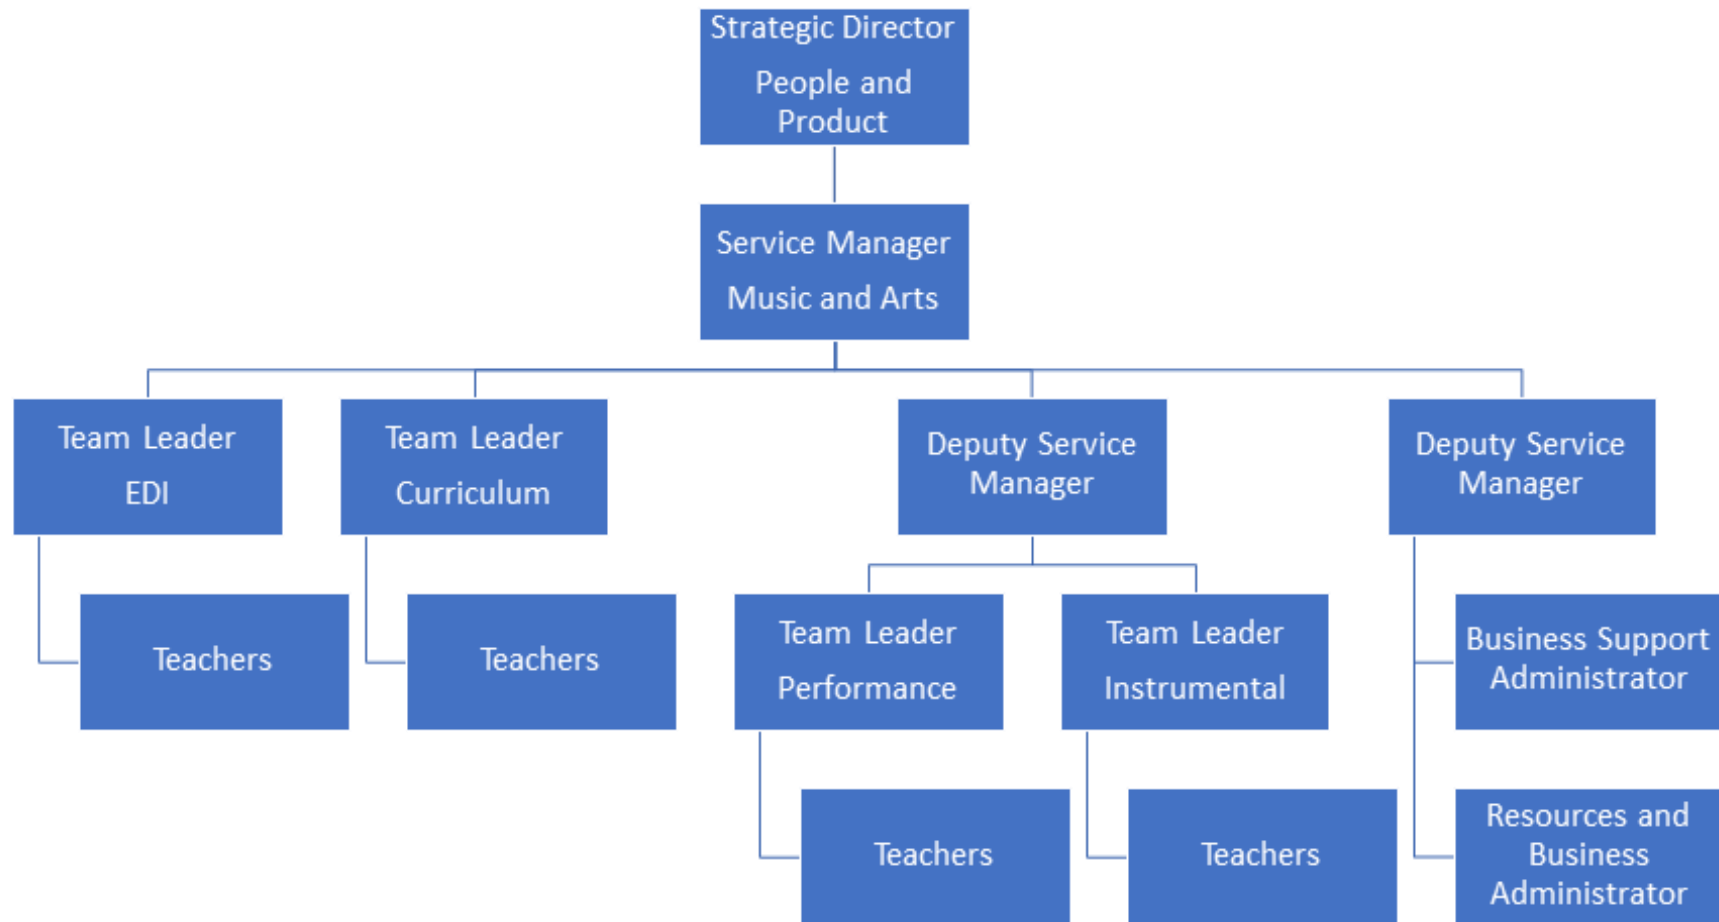 Strategic Director
People and
Product
Service Manager
Music and Arts
Team Leader
EDI
Team Leader
Curriculum
Deputy Service
Manager
Deputy Service
Manager
Teachers
Teachers
Team Leader
Performance
Team Leader
Instrumental
Business Support
Administrator
Teachers
Teachers
Resources and
Business
Administrator